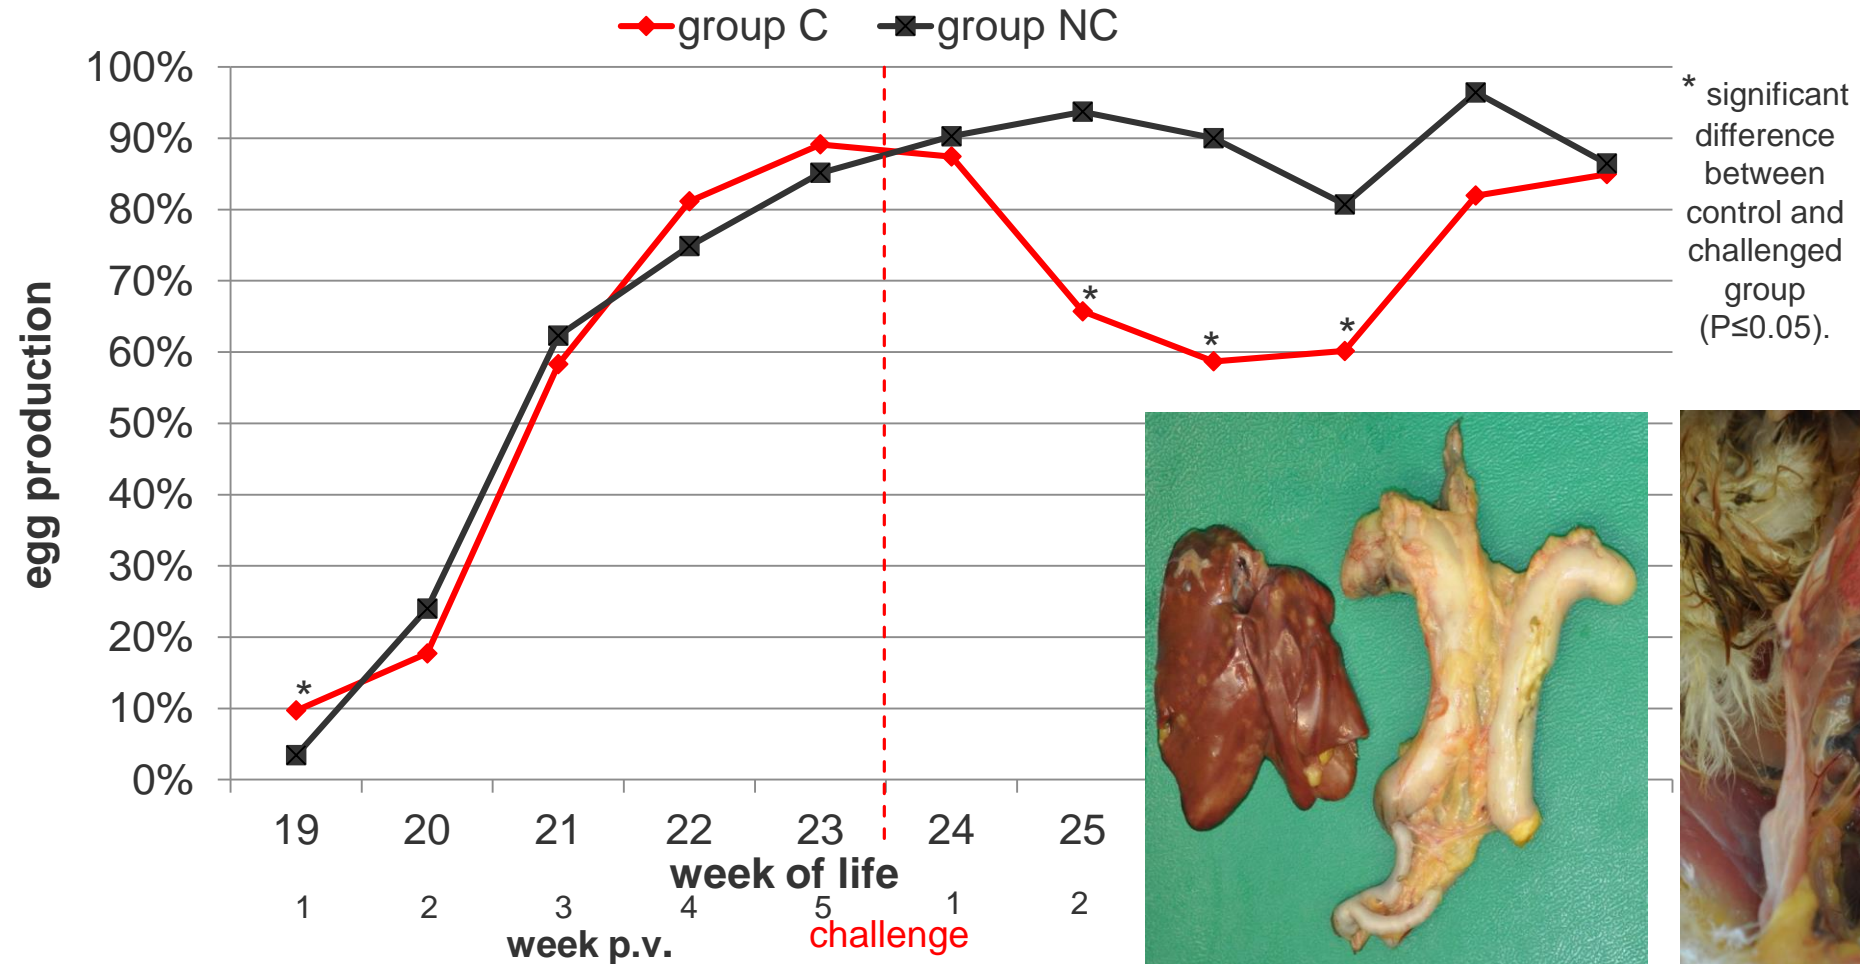 group C group NC
100%
90%
80%
70%
60%
50%
40%
30%
20%
10%
0%
egg production
* significant
difference
between
control and
challenged
group
(P≤0.05).
*
*
*
*
19 20 21 22 23 24 25
week of life
1 2 3 4 5 1 2
week p.v.
challenge